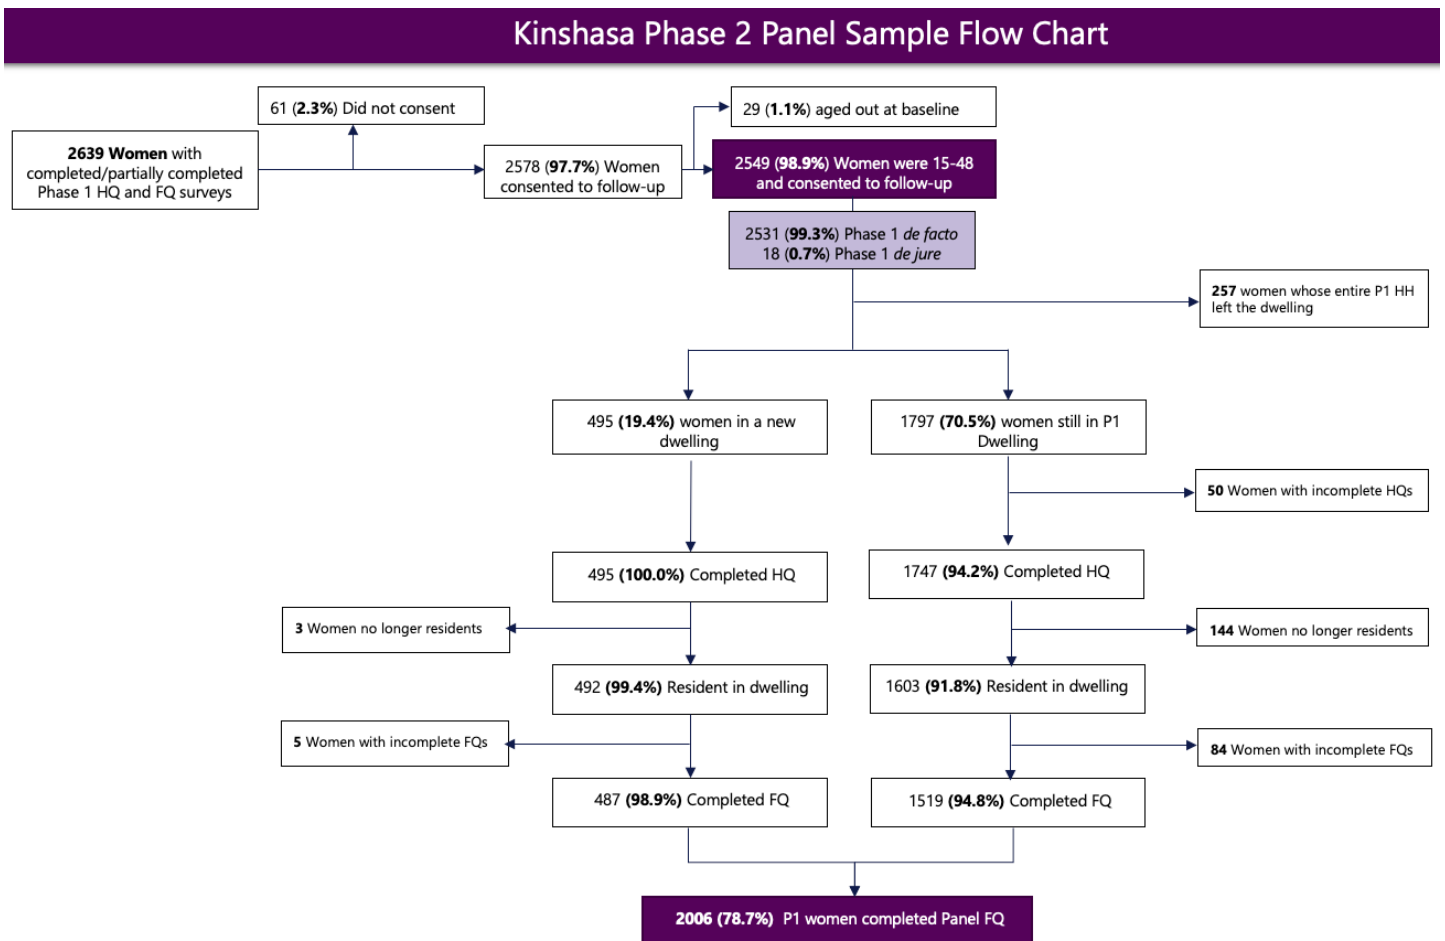 Kinshasa Phase 2 Panel Sample Flow Chart
61 (2.3%) Did not consent
29 (1.1%) aged out at baseline
2639 Women with
completed/partially completed
Phase 1 HQ and FQ surveys
2578 (97.7%) Women
consented to follow-up
2549 (98.9%) Women were 15-48
and consented to follow-up
2531 (99.3%) Phase 1 de facto
18 (0.7%) Phase 1 de jure
257 women whose entire P1 HH
left the dwelling
495 (19.4%) women in a new
dwelling
1797 (70.5%) women still in P1
Dwelling
50 Women with incomplete HQs
495 (100.0%) Completed HQ
1747 (94.2%) Completed HQ
3 Women no longer residents
144 Women no longer residents
492 (99.4%) Resident in dwelling
1603 (91.8%) Resident in dwelling
5 Women with incomplete FQs
84 Women with incomplete FQs
487 (98.9%) Completed FQ
1519 (94.8%) Completed FQ
2006 (78.7%) P1 women completed Panel FQ